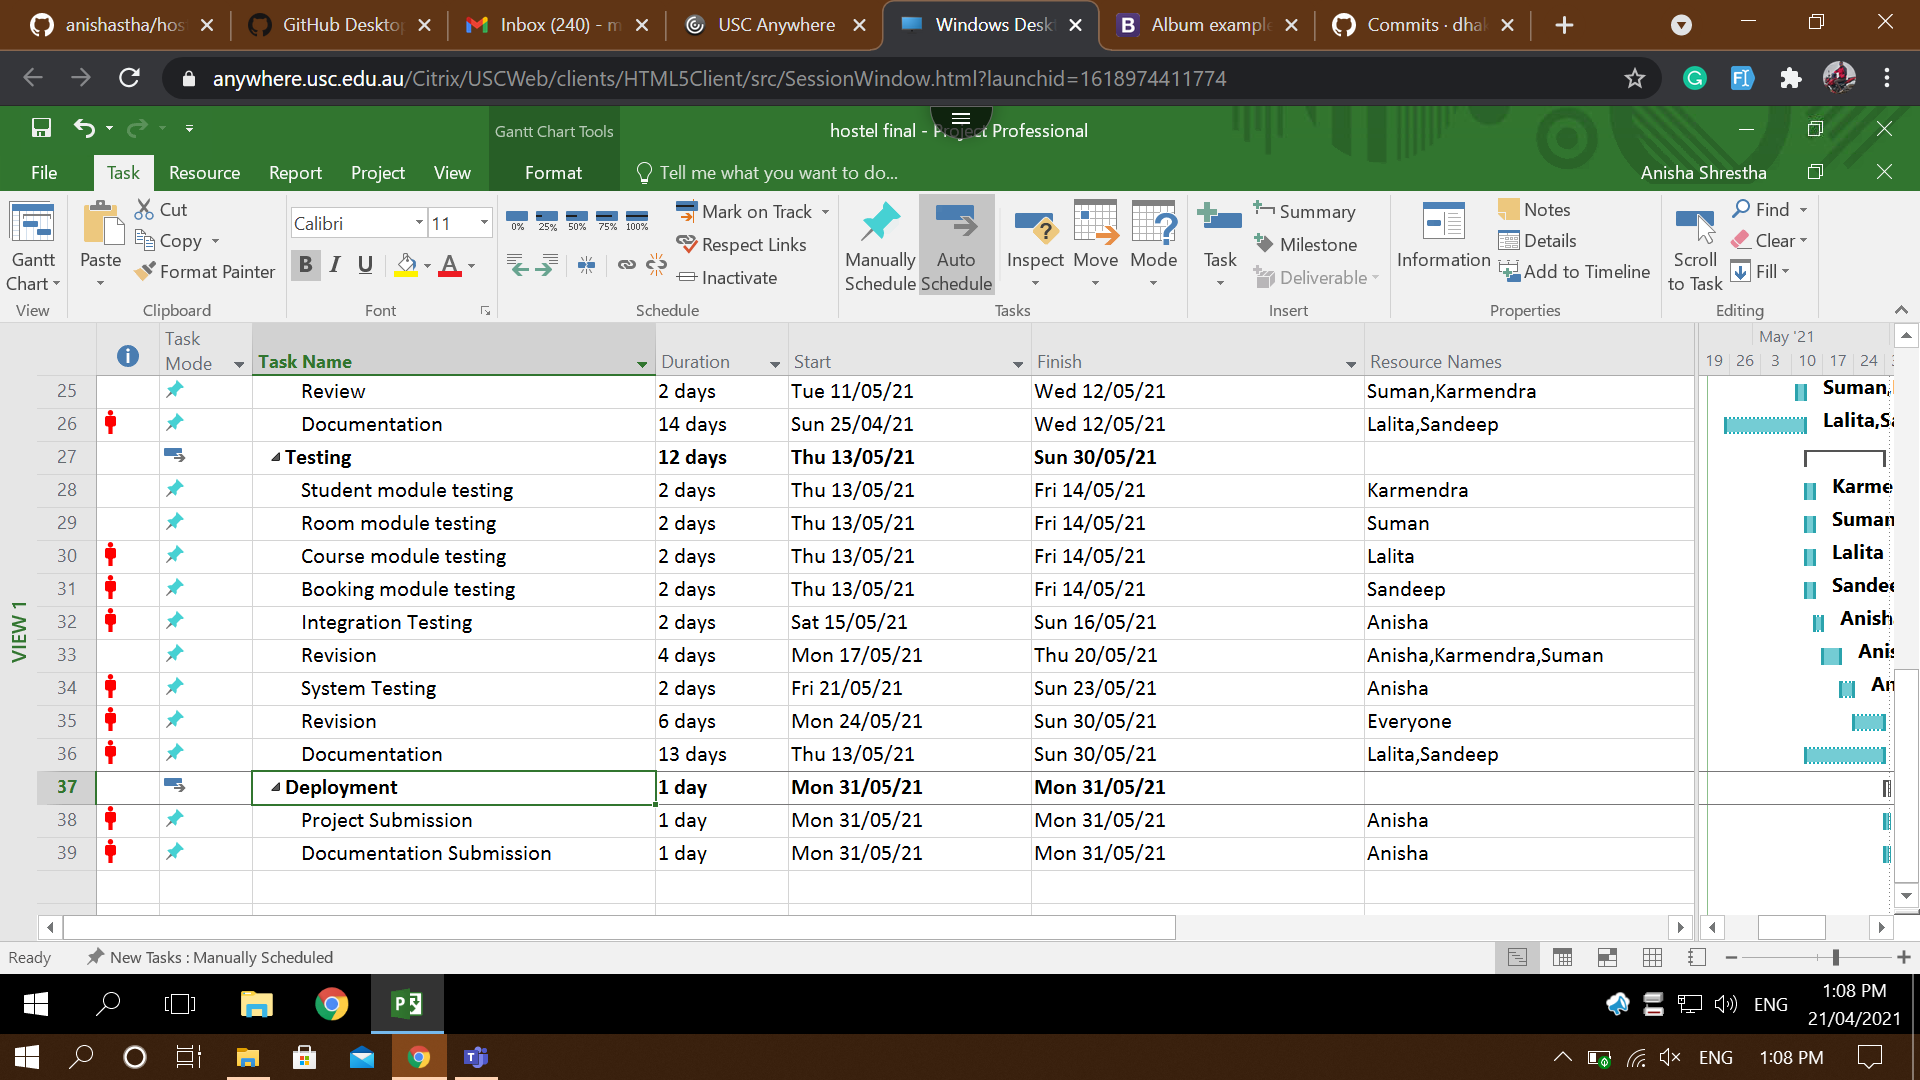 anishastha/hos
GitHub Deskto
Inbox (240) - m
USC Anywhere
Windows Desk
Album example
Commits · dha
anywhere.usc.edu.au/Citrix/USCWeb/clients/HTML5Client/src/SessionWindow.html?launchid=1618974411774
Gantt Chart Tools
hostel final - Project Professional
File Task Resource Report Project View Format Tell me what you want to do... Anisha Shrestha
Gantt Chart
View
Paste
Cut
Copy
Format Painter
Clipboard
Calibri 11
B I U A
Font
0% 25% 50% 75% 100%
Mark on Track
Respect Links
Inactivate
Schedule
Manually Schedule
Auto Schedule
Inspect
Move
Mode
Tasks
Task
Summary
Milestone
Deliverable
Insert
Information
Notes
Details
Add to Timeline
Properties
Scroll to Task
Find
Clear
Fill
Editing
VIEW 1
Task Mode Task Name Duration Start Finish Resource Names
May '21
19 26 3 10 17 24
25 Review 2 days Tue 11/05/21 Wed 12/05/21 Suman,Karmendra Suman,
26 Documentation 14 days Sun 25/04/21 Wed 12/05/21 Lalita,Sandeep Lalita,Sa
27 Testing 12 days Thu 13/05/21 Sun 30/05/21
28 Student module testing 2 days Thu 13/05/21 Fri 14/05/21 Karmendra Karme
29 Room module testing 2 days Thu 13/05/21 Fri 14/05/21 Suman Suman
30 Course module testing 2 days Thu 13/05/21 Fri 14/05/21 Lalita Lalita
31 Booking module testing 2 days Thu 13/05/21 Fri 14/05/21 Sandeep Sandee
32 Integration Testing 2 days Sat 15/05/21 Sun 16/05/21 Anisha Anish
33 Revision 4 days Mon 17/05/21 Thu 20/05/21 Anisha,Karmendra,Suman Anis
34 System Testing 2 days Fri 21/05/21 Sun 23/05/21 Anisha An
35 Revision 6 days Mon 24/05/21 Sun 30/05/21 Everyone
36 Documentation 13 days Thu 13/05/21 Sun 30/05/21 Lalita,Sandeep
37 Deployment 1 day Mon 31/05/21 Mon 31/05/21
38 Project Submission 1 day Mon 31/05/21 Mon 31/05/21 Anisha
39 Documentation Submission 1 day Mon 31/05/21 Mon 31/05/21 Anisha
Ready New Tasks : Manually Scheduled
ENG 1:08 PM
21/04/2021
ENG 1:08 PM